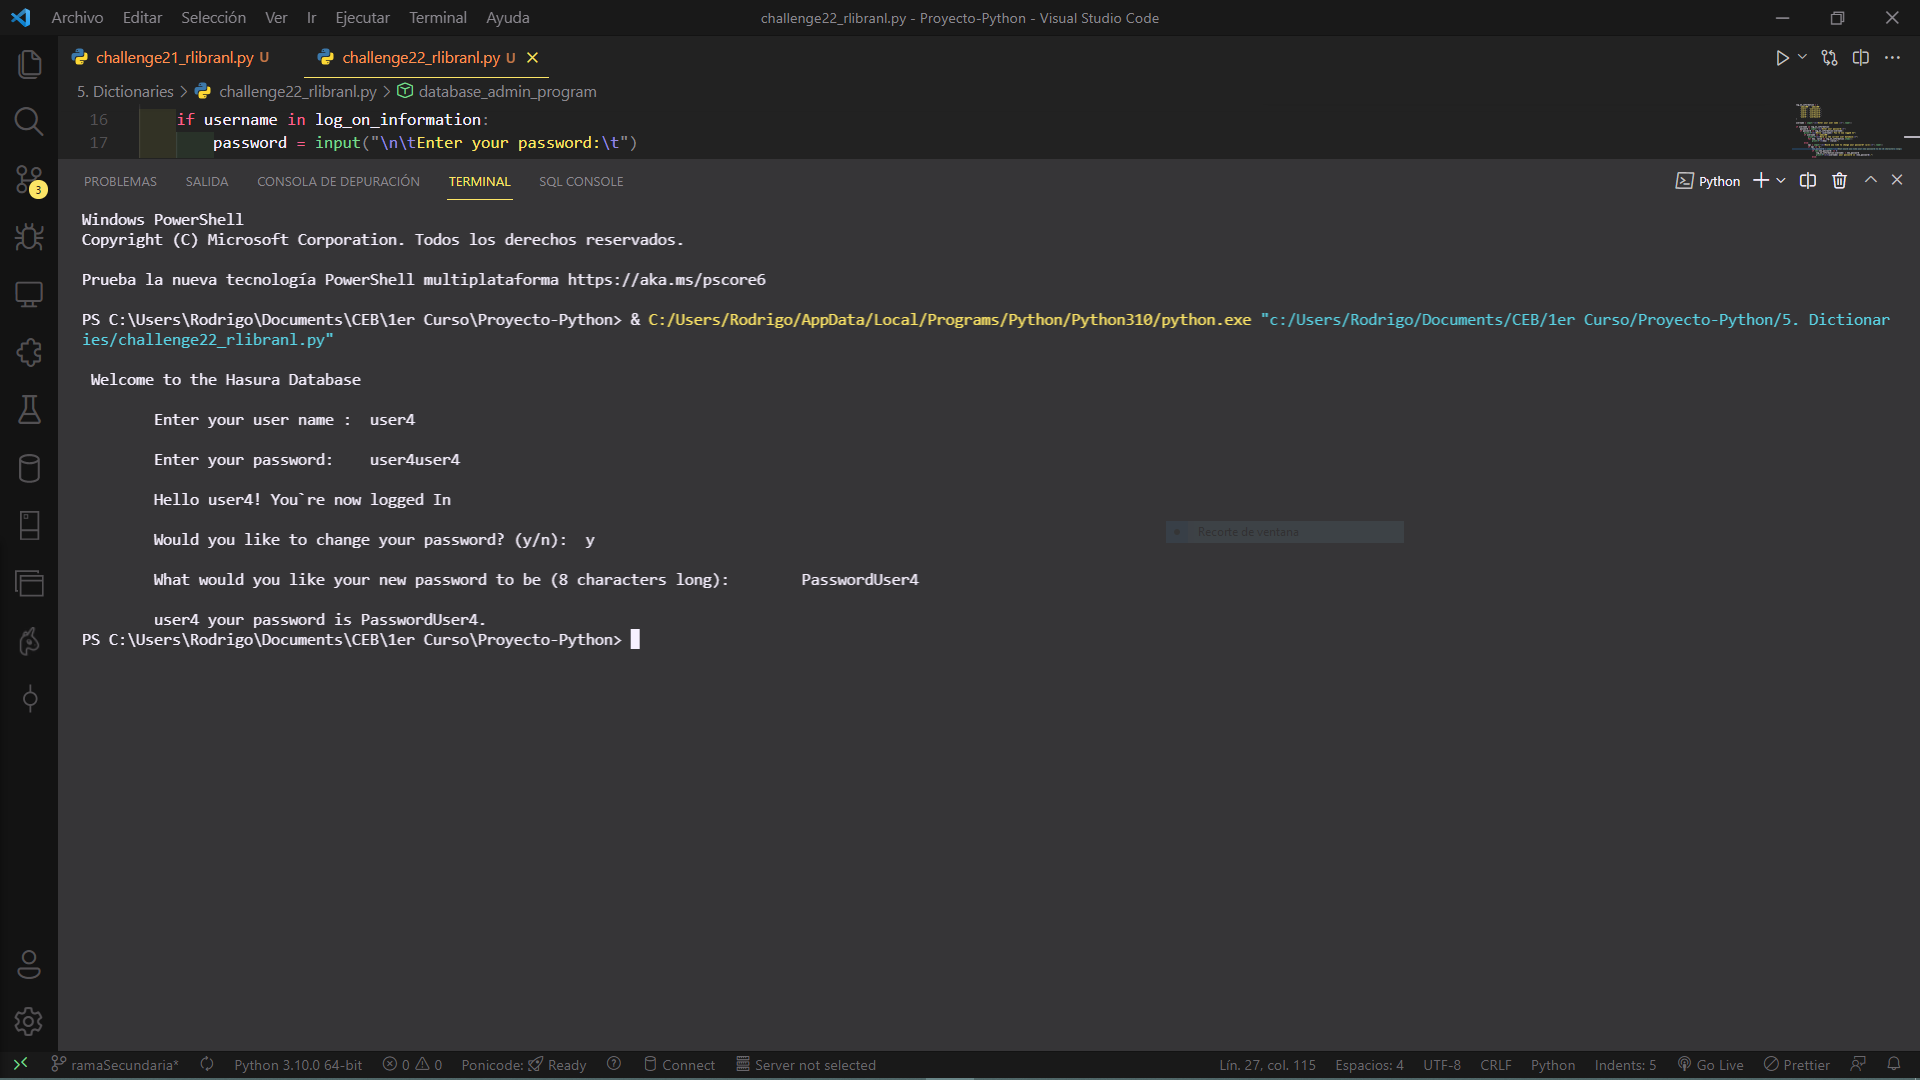 Archivo Editar Selección Ver Ir Ejecutar Terminal Ayuda
challenge22_rlibranl.py - Proyecto-Python - Visual Studio Code
challenge21_rlibranl.py U
challenge22_rlibranl.py U
5. Dictionaries > challenge22_rlibranl.py > database_admin_program
16 if username in log_on_information:
17 password = input("\n\tEnter your password:\t")
3
PROBLEMAS SALIDA CONSOLA DE DEPURACIÓN TERMINAL SQL CONSOLE
Python
Windows PowerShell
Copyright (C) Microsoft Corporation. Todos los derechos reservados.
Prueba la nueva tecnología PowerShell multiplataforma https://aka.ms/pscore6
PS C:\Users\Rodrigo\Documents\CEB\1er Curso\Proyecto-Python> & C:/Users/Rodrigo/AppData/Local/Programs/Python/Python310/python.exe "c:/Users/Rodrigo/Documents/CEB/1er Curso/Proyecto-Python/5. Dictionar
ies/challenge22_rlibranl.py"
Welcome to the Hasura Database
Enter your user name : user4
Enter your password: user4user4
Hello user4! You`re now logged In
Recorte de ventana
Would you like to change your password? (y/n): y
What would you like your new password to be (8 characters long): PasswordUser4
user4 your password is PasswordUser4.
PS C:\Users\Rodrigo\Documents\CEB\1er Curso\Proyecto-Python>
ramaSecundaria* Python 3.10.0 64-bit 0 0 Ponicode: Ready Connect Server not selected Lín. 27, col. 115 Espacios: 4 UTF-8 CRLF Python Indents: 5 Go Live Prettier